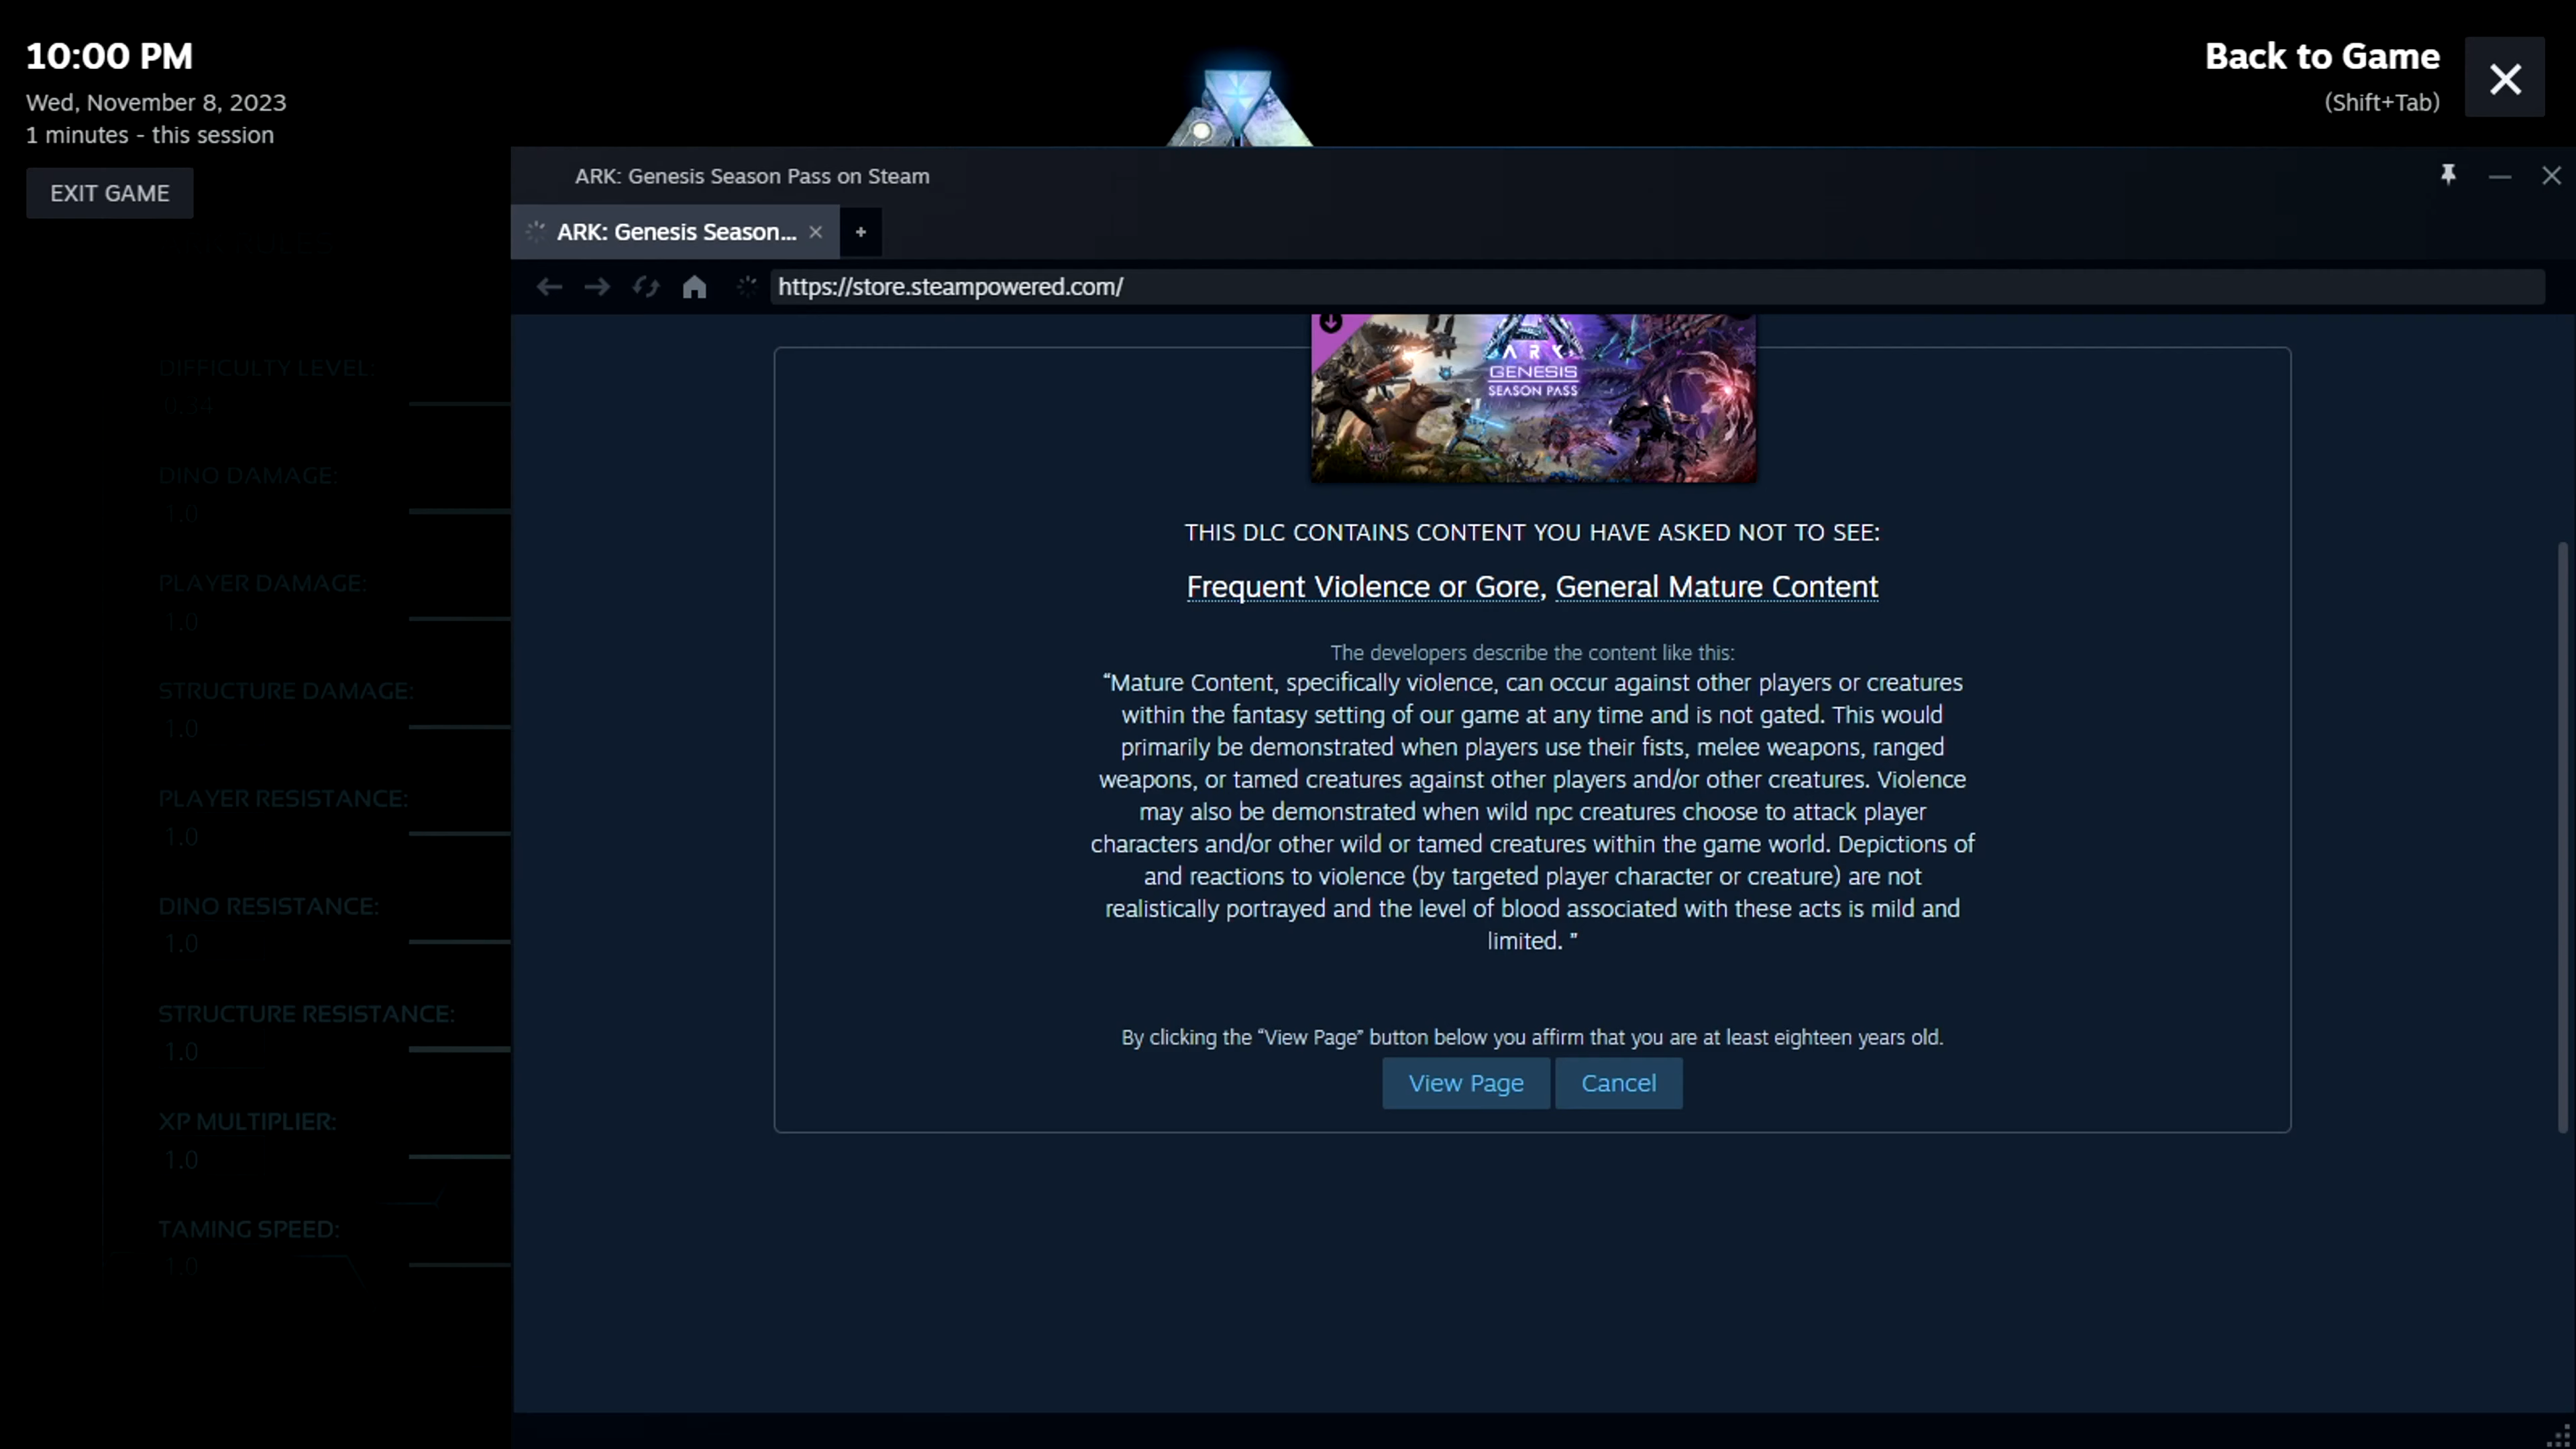 10:00 PM
Wed, November 8, 2023
1 minutes - this session
EXIT GAME
Back to Game
(Shift+Tab)
ARK: Genesis Season Pass on Steam
ARK: Genesis Season...
https://store.steampowered.com/
ARK
GENESIS
SEASON PASS
THIS DLC CONTAINS CONTENT YOU HAVE ASKED NOT TO SEE:
Frequent Violence or Gore, General Mature Content
The developers describe the content like this:
“Mature Content, specifically violence, can occur against other players or creatures
within the fantasy setting of our game at any time and is not gated. This would
primarily be demonstrated when players use their fists, melee weapons, ranged
weapons, or tamed creatures against other players and/or other creatures. Violence
may also be demonstrated when wild npc creatures choose to attack player
characters and/or other wild or tamed creatures within the game world. Depictions of
and reactions to violence (by targeted player character or creature) are not
realistically portrayed and the level of blood associated with these acts is mild and
limited. ”
By clicking the “View Page” button below you affirm that you are at least eighteen years old.
View Page
Cancel
DIFFICULTY LEVEL:
0.34
DINO DAMAGE:
1.0
PLAYER DAMAGE:
1.0
STRUCTURE DAMAGE:
1.0
PLAYER RESISTANCE:
1.0
DINO RESISTANCE:
1.0
STRUCTURE RESISTANCE:
1.0
XP MULTIPLIER:
1.0
TAMING SPEED:
1.0